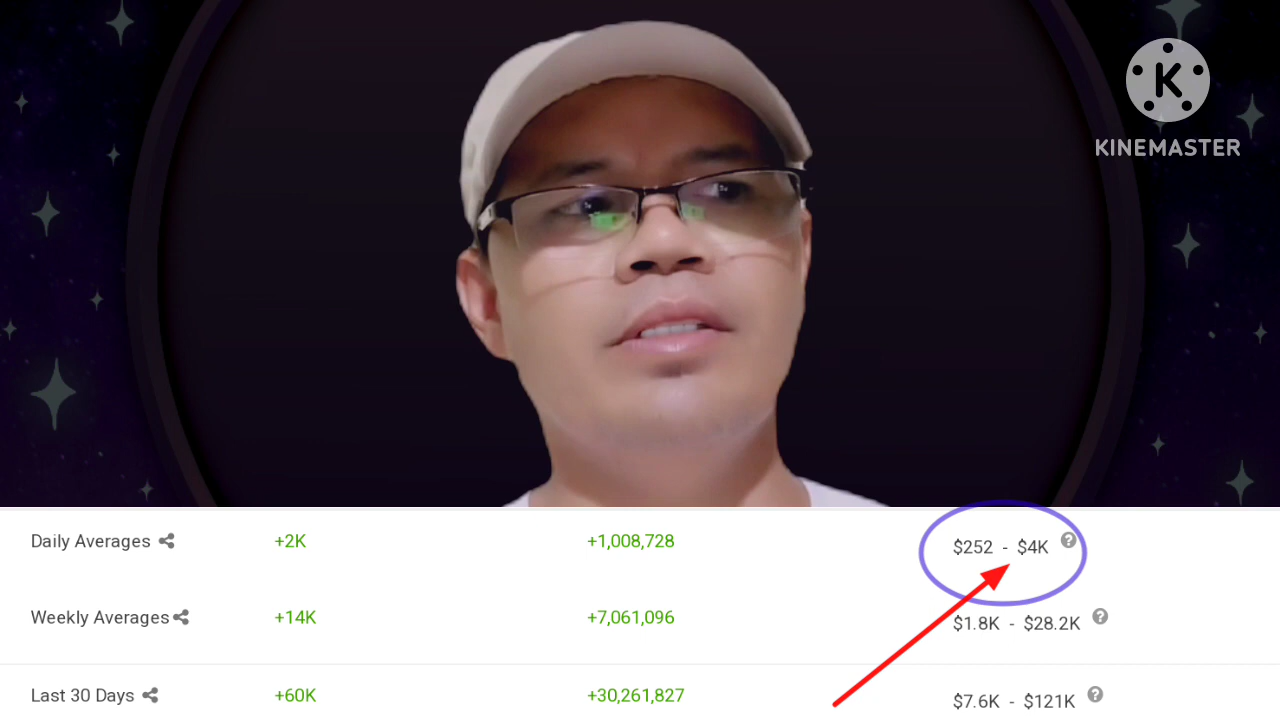 K
KINEMASTER
Daily Averages +2K +1,008,728 $252 - $4K ?
Weekly Averages +14K +7,061,096 $1.8K - $28.2K ?
Last 30 Days +60K +30,261,827 $7.6K - $121K ?